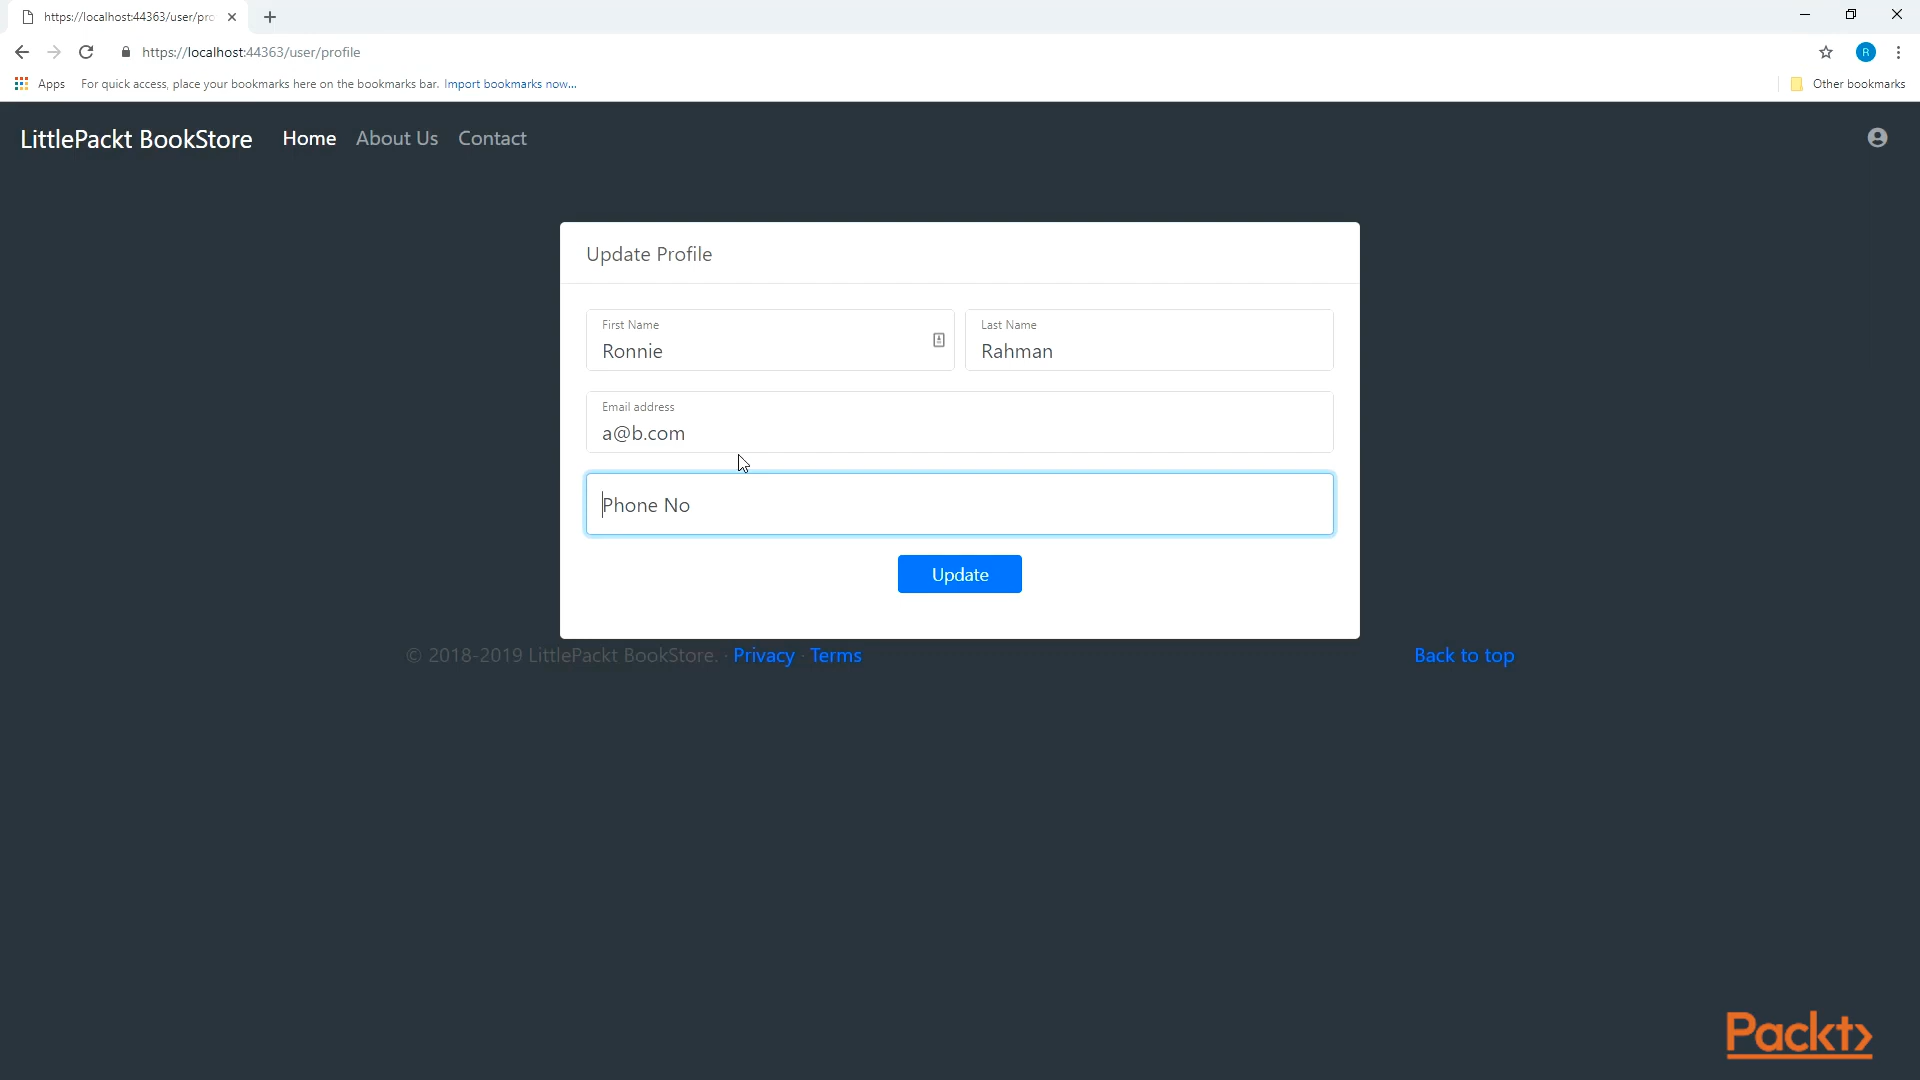 https://localhost:44363/user/pro
https://localhost:44363/user/profile
R
Apps For quick access, place your bookmarks here on the bookmarks bar. Import bookmarks now... Other bookmarks
LittlePackt BookStore Home About Us Contact
Update Profile
First Name Last Name
Ronnie Rahman
Email address
a@b.com
Phone No
Update
© 2018-2019 LittlePackt BookStore. · Privacy · Terms Back to top
Packt>